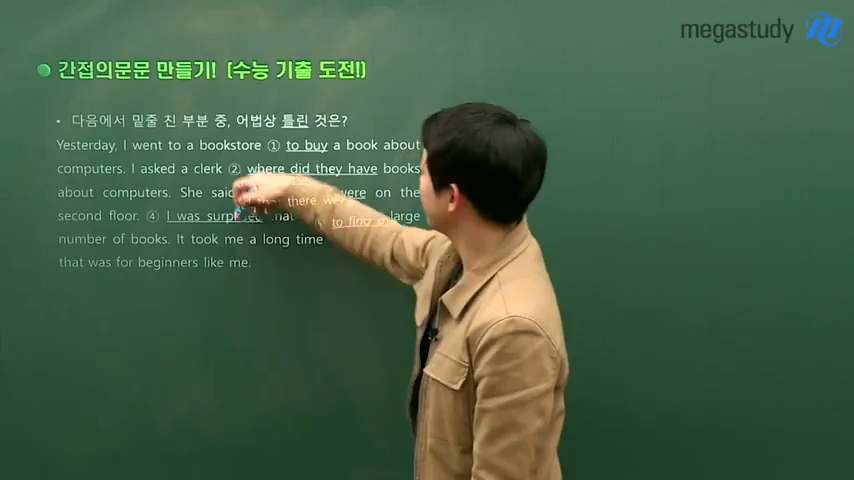 megastudy
간접의문문 만들기! (수능 기출 도전!)
• 다음에서 밑줄 친 부분 중, 어법상 틀린 것은?
Yesterday, I went to a bookstore ① to buy a book about
computers. I asked a clerk ② where did they have books
about computers. She said were on the
second floor. ④ I was there large
number of books. It took me a long time to find
that was for beginners like me.